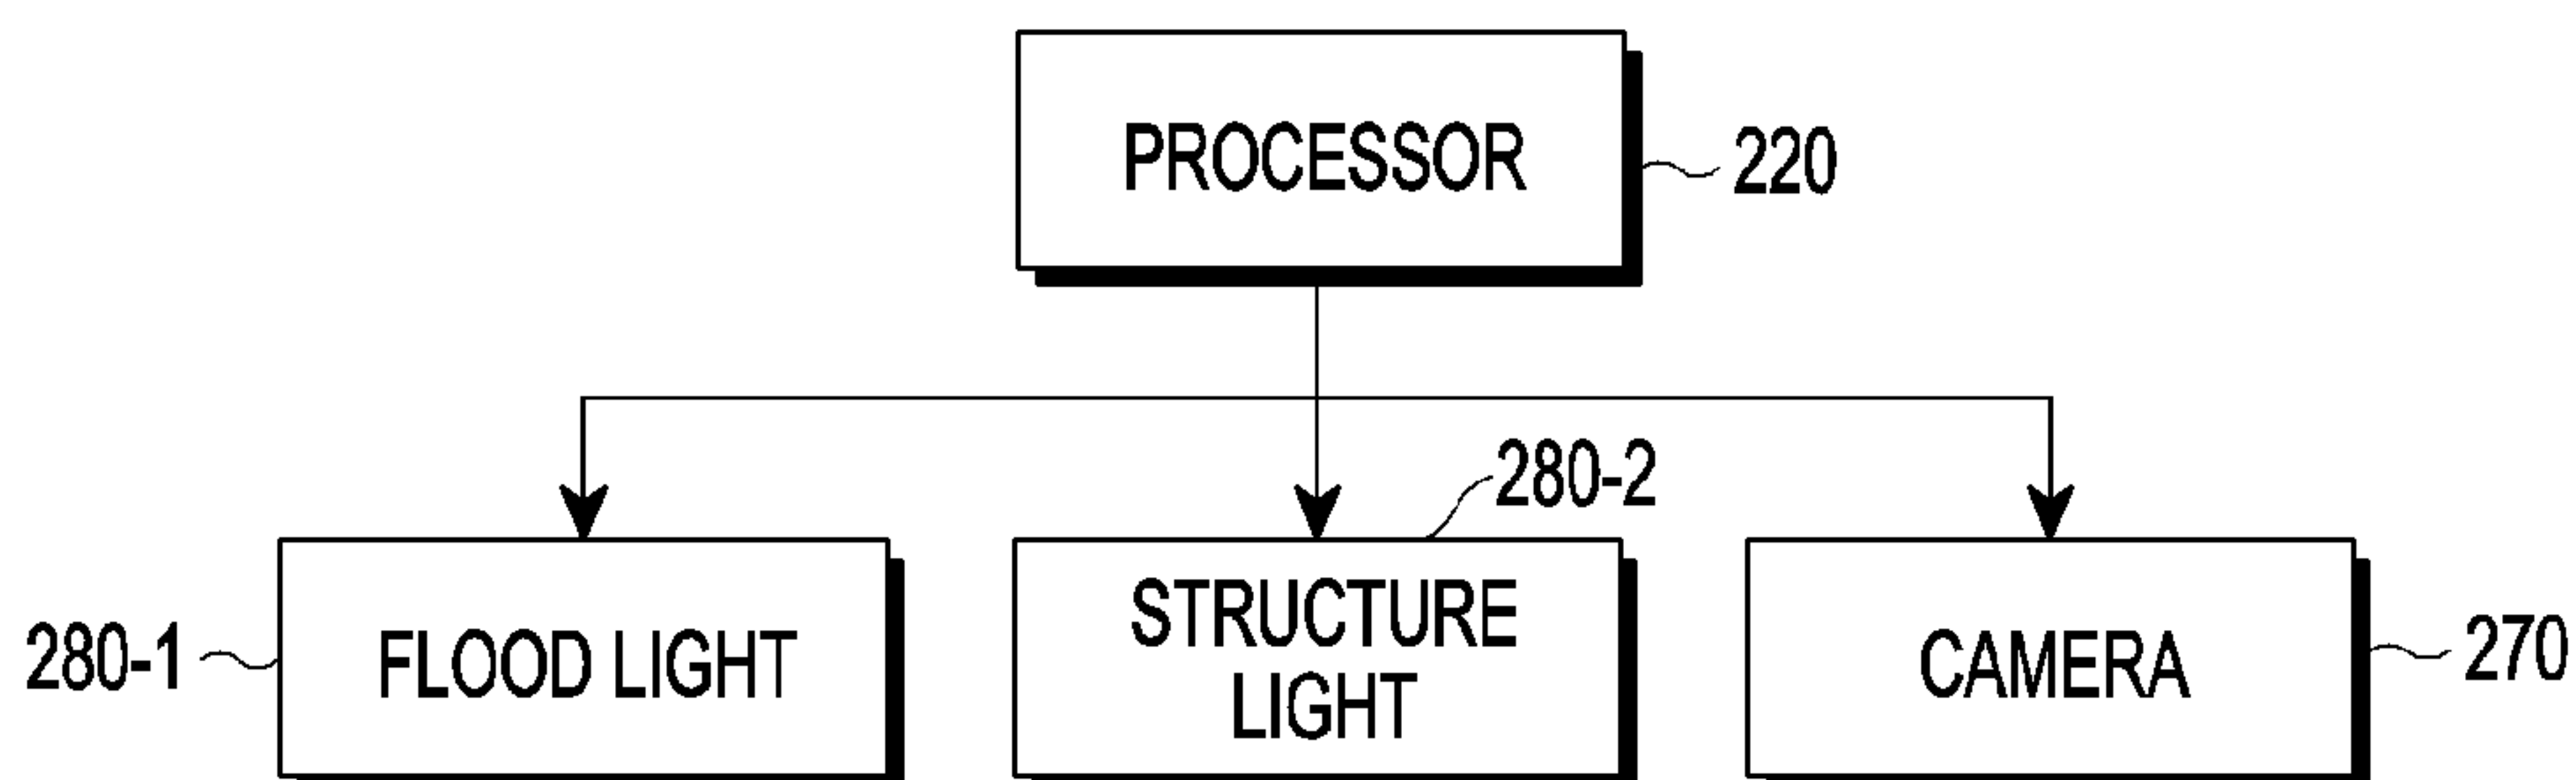 PROCESSOR
220
280-2
280-1
FLOOD LIGHT
STRUCTURE
LIGHT
CAMERA
270